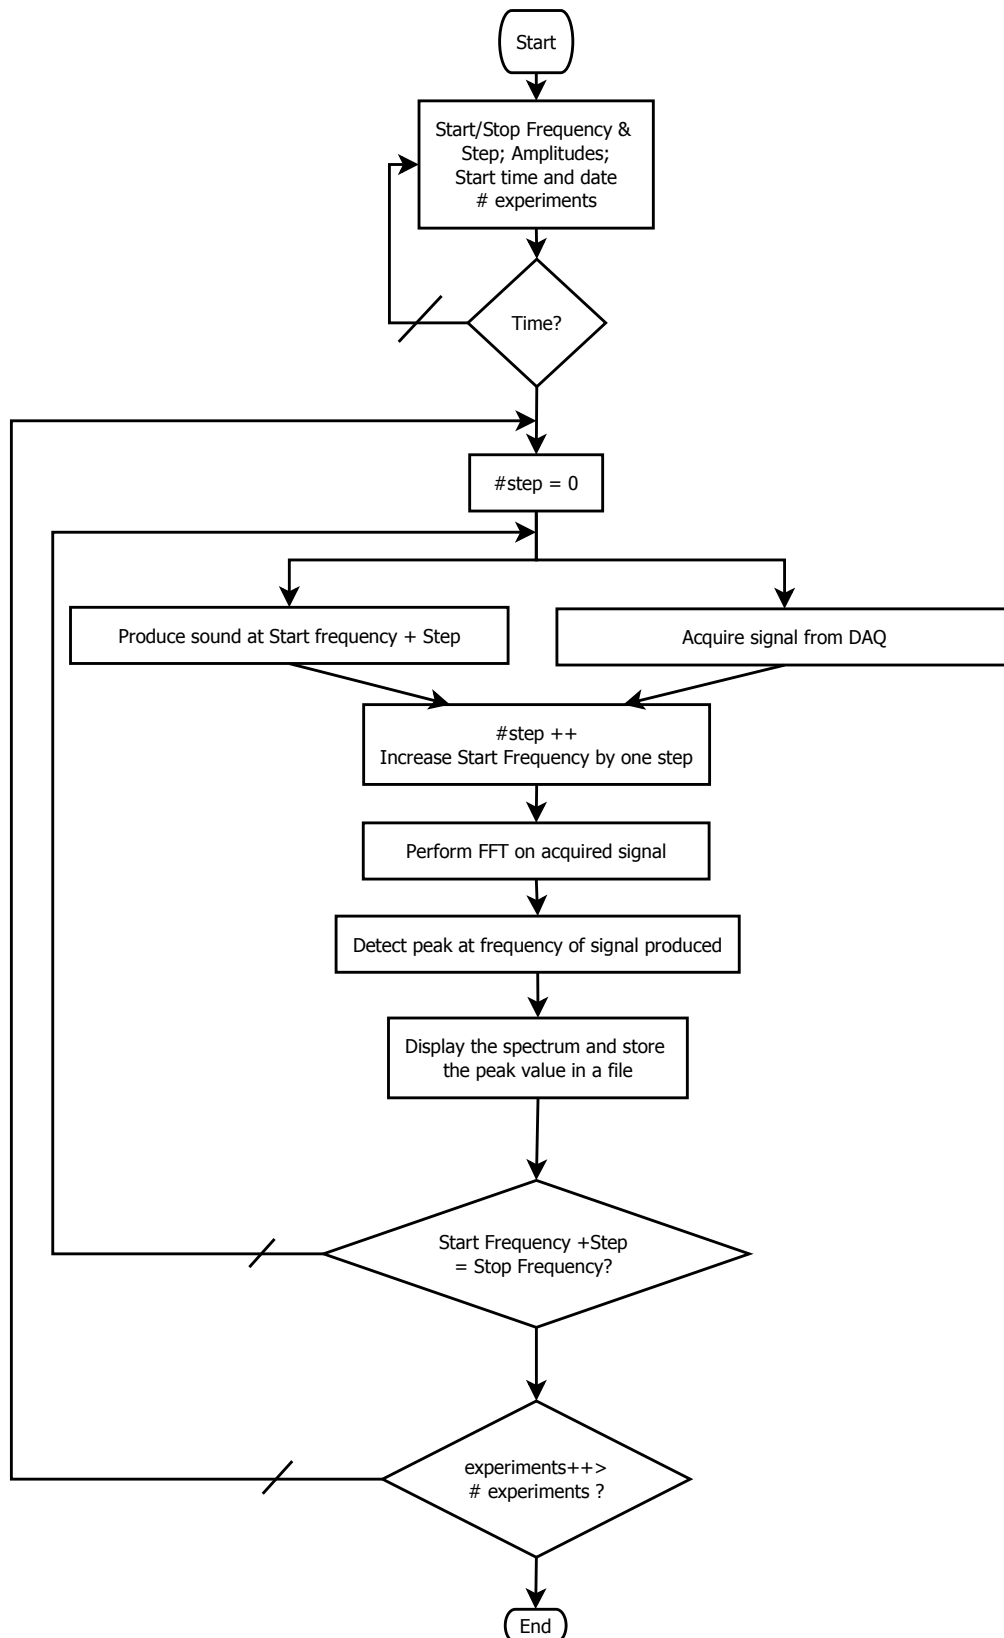 Start
Start/Stop Frequency &
Step; Amplitudes;
Start time and date
# experiments
Time?
#step = 0
Produce sound at Start frequency + Step
Acquire signal from DAQ
#step ++
Increase Start Frequency by one step
Perform FFT on acquired signal
Detect peak at frequency of signal produced
Display the spectrum and store
the peak value in a file
Start Frequency +Step
= Stop Frequency?
experiments++>
# experiments ?
End